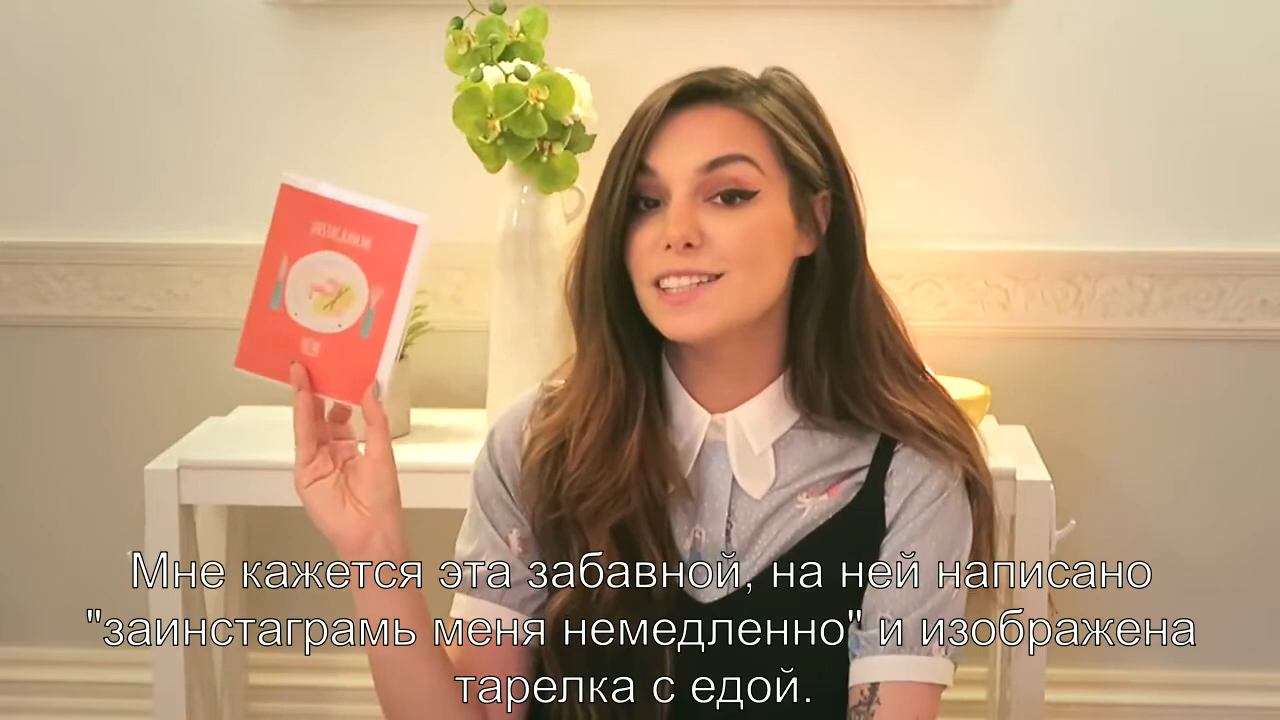 Мне кажется эта забавной, на ней написано
"заинстаграмь меня немедленно" и изображена
тарелка с едой.